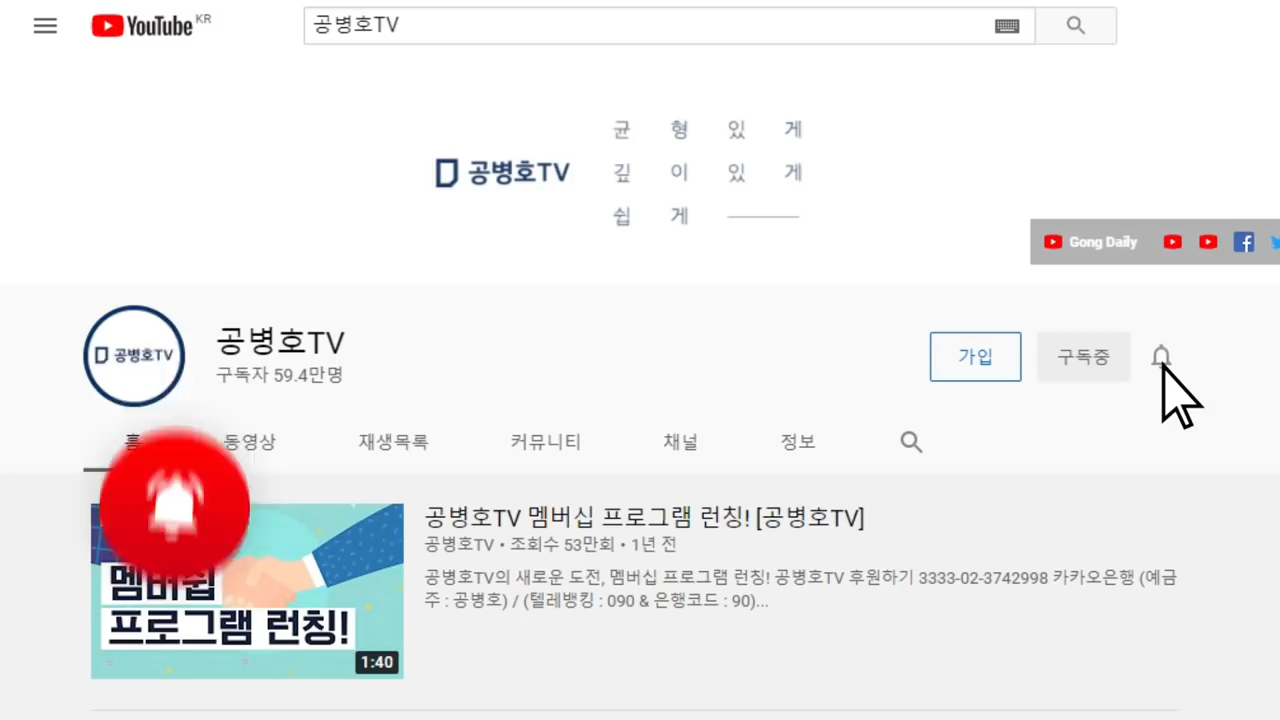 YouTube KR
공병호TV
균 형 있 게
공병호TV
깊 이 있 게
쉽 게
Gong Daily
공병호TV
공병호TV
구독자 59.4만명
가입
구독중
홈
동영상
재생목록
커뮤니티
채널
정보
공병호TV 멤버십 프로그램 런칭! [공병호TV]
공병호TV • 조회수 53만회 • 1년 전
공병호TV의 새로운 도전, 멤버십 프로그램 런칭! 공병호TV 후원하기 3333-02-3742998 카카오은행 (예금
주 : 공병호) / (텔레뱅킹 : 090 & 은행코드 : 90)...
멤버쉽
프로그램 런칭!
1:40